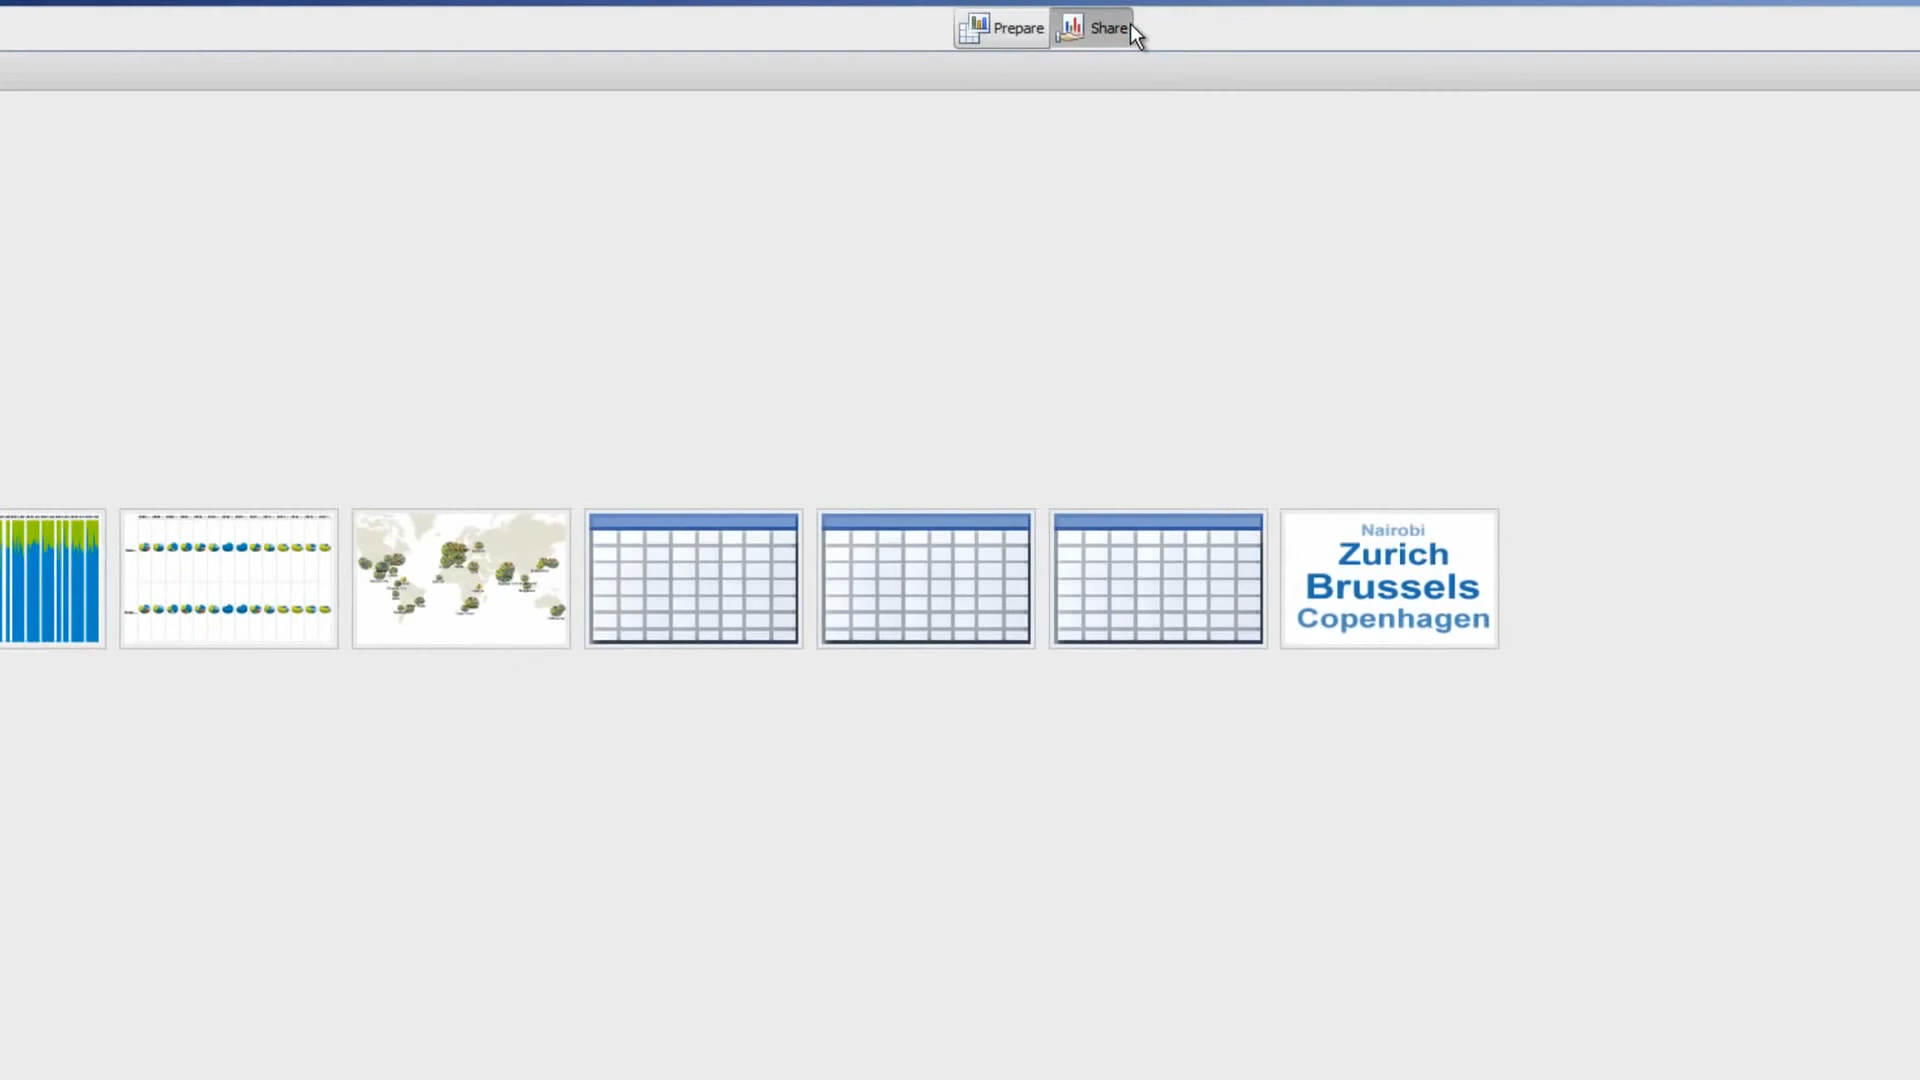 Prepare
Share
Nairobi
Zurich
Brussels
Copenhagen